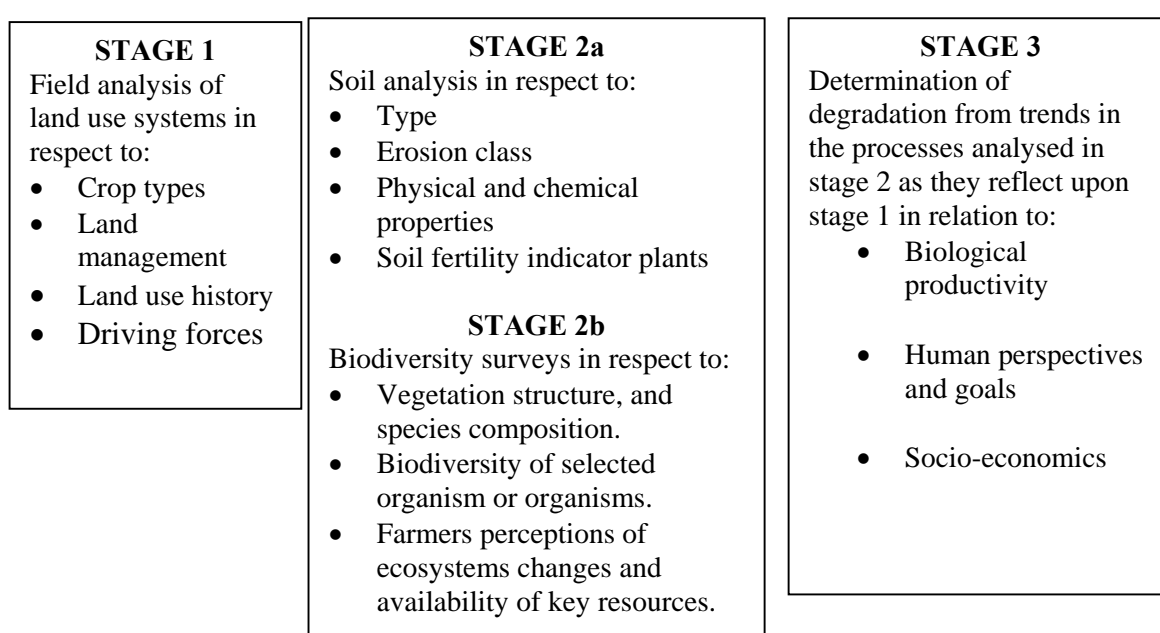 STAGE 1
Field analysis of
land use systems in
respect to:
• Crop types
• Land
management
• Land use history
• Driving forces
STAGE 2a
Soil analysis in respect to:
• Type
• Erosion class
• Physical and chemical
properties
• Soil fertility indicator plants
STAGE 2b
Biodiversity surveys in respect to:
• Vegetation structure, and
species composition.
• Biodiversity of selected
organism or organisms.
• Farmers perceptions of
ecosystems changes and
availability of key resources.
STAGE 3
Determination of
degradation from trends in
the processes analysed in
stage 2 as they reflect upon
stage 1 in relation to:
• Biological
productivity
• Human perspectives
and goals
• Socio-economics